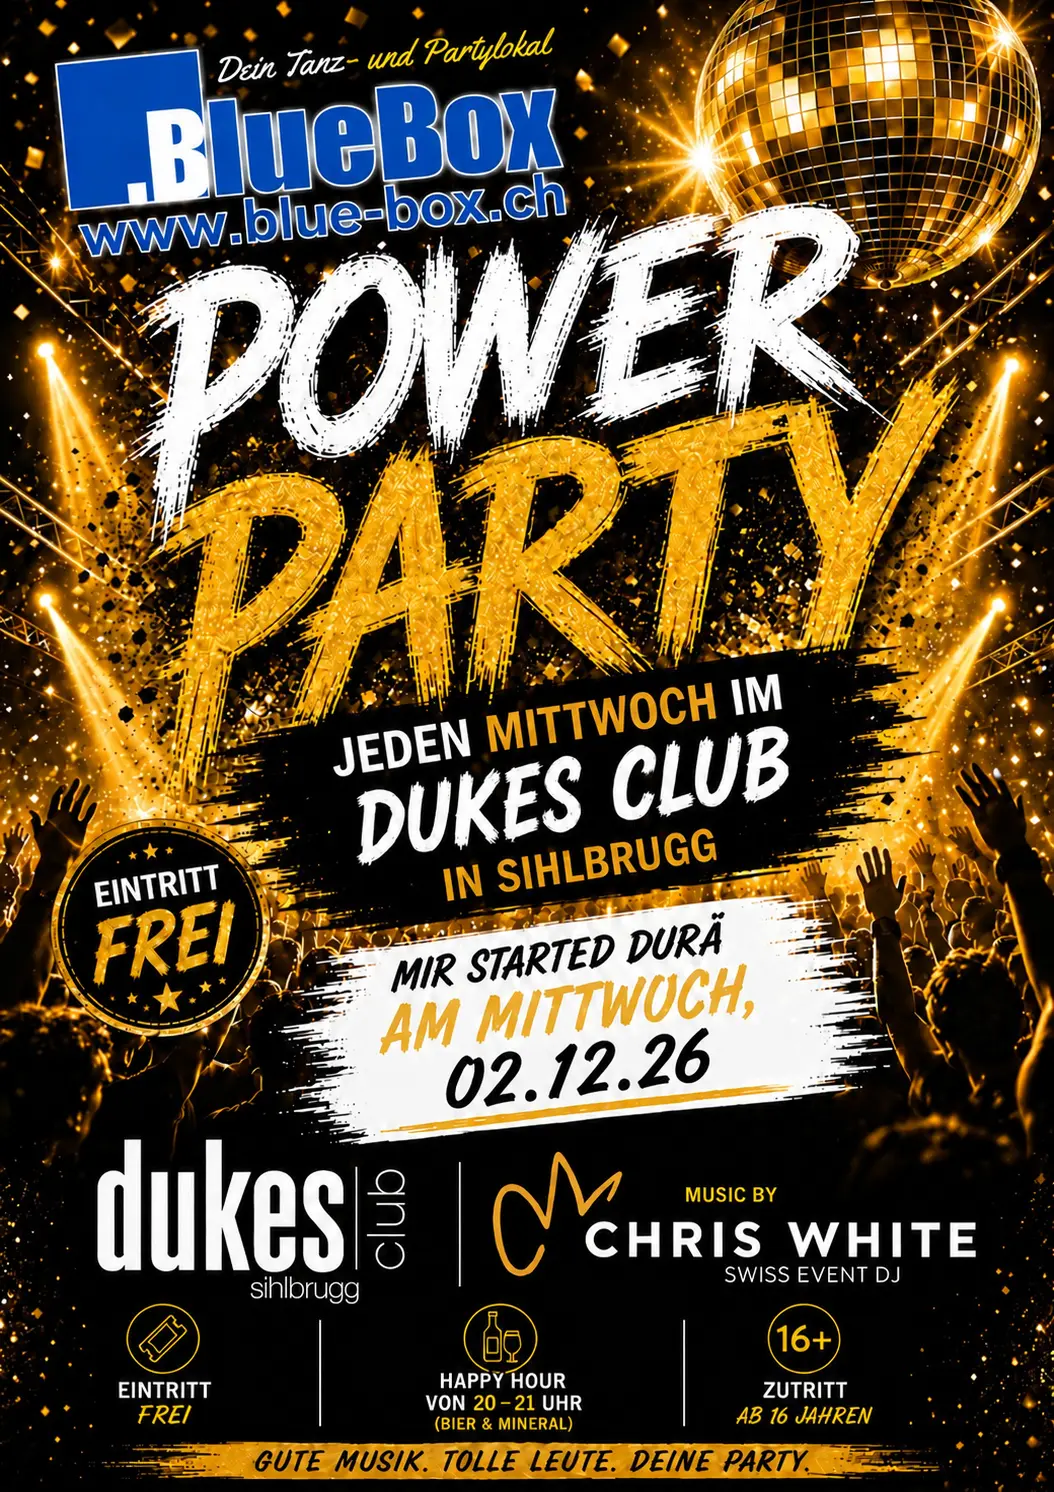 Dein Tanz- und Partylokal
.BlueBox
www.blue-box.ch
POWER
PARTY
JEDEN MITTWOCH IM
DUKES CLUB
IN SIHLBRUGG
EINTRITT
FREI
MIR STARTED DURÄ
AM MITTWOCH,
02.12.26
dukes club
sihlbrugg
MUSIC BY
CHRIS WHITE
SWISS EVENT DJ
EINTRITT
FREI
HAPPY HOUR
VON 20 – 21 UHR
(BIER & MINERAL)
16+
ZUTRITT
AB 16 JAHREN
GUTE MUSIK. TOLLE LEUTE. DEINE PARTY.